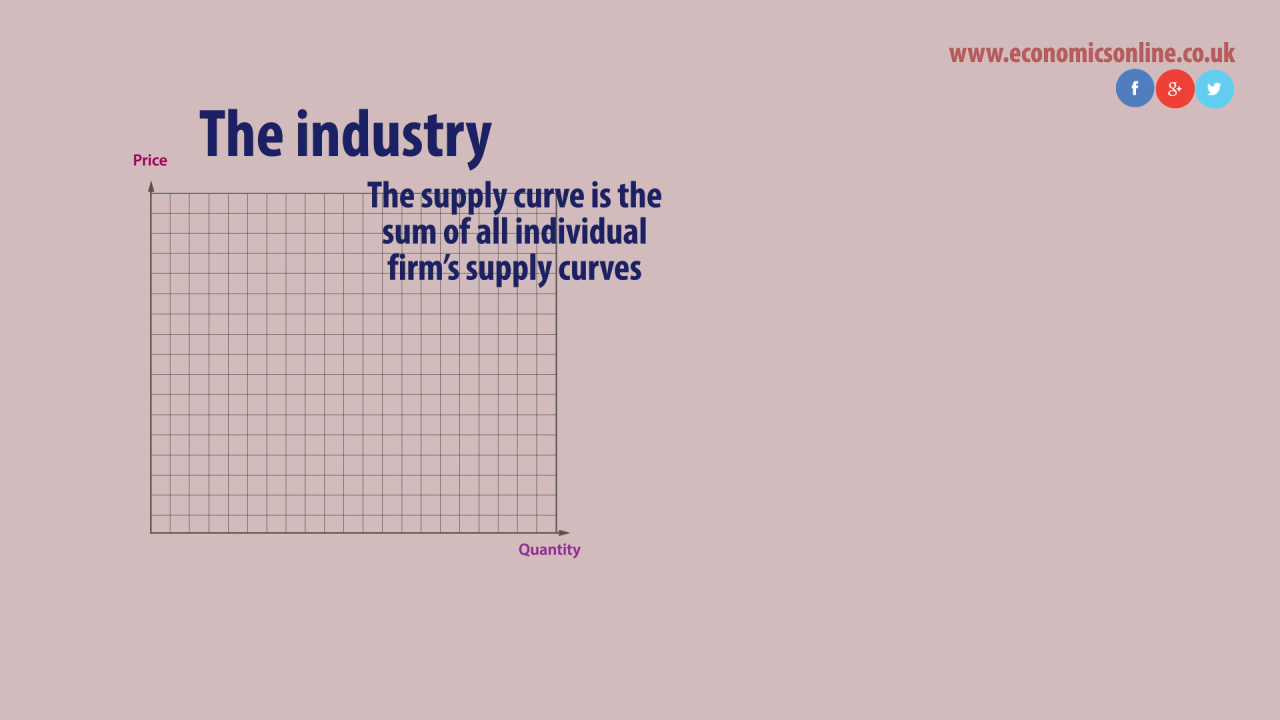 www.economicsonline.co.uk
f 8+
The industry
Price
The supply curve is the
sum of all individual
firm’s supply curves
Quantity